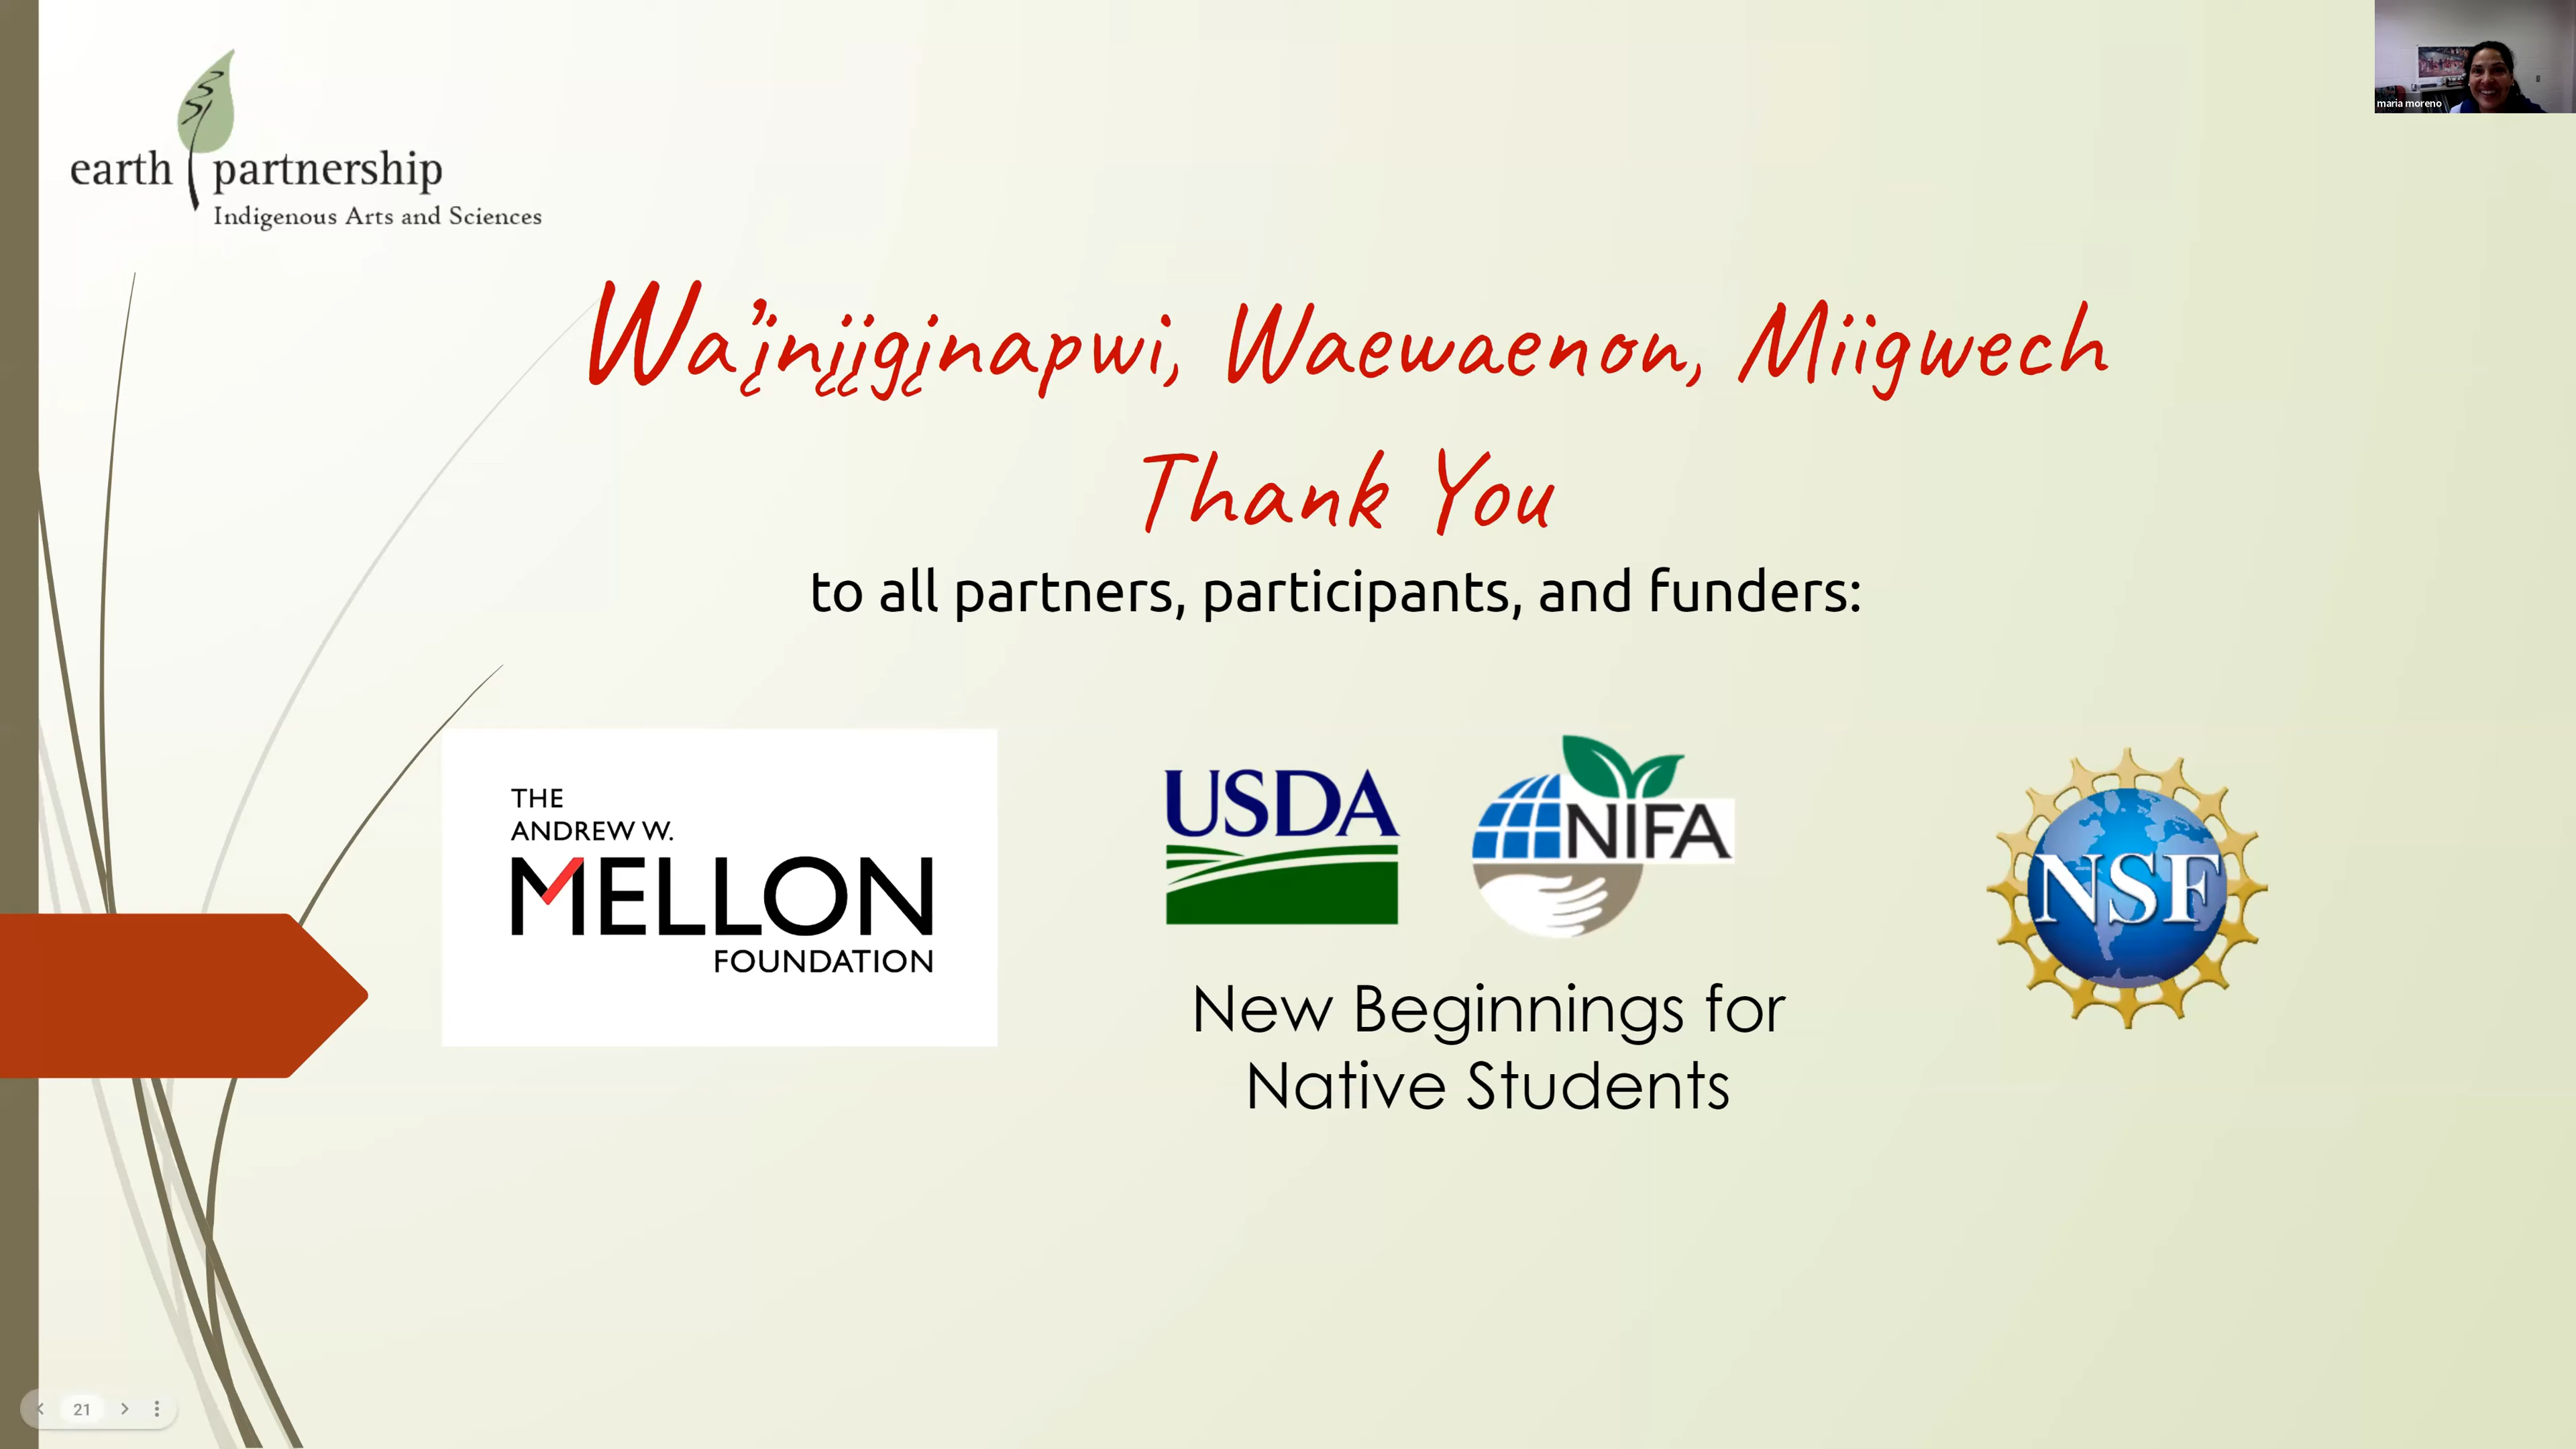 maria moreno
earth partnership
Indigenous Arts and Sciences
Wa'įnįįgįnapwi, Waewaenon, Miigwech
Thank You
to all partners, participants, and funders:
THE
ANDREW W.
MELLON
FOUNDATION
USDA
NIFA
NSF
New Beginnings for
Native Students
21